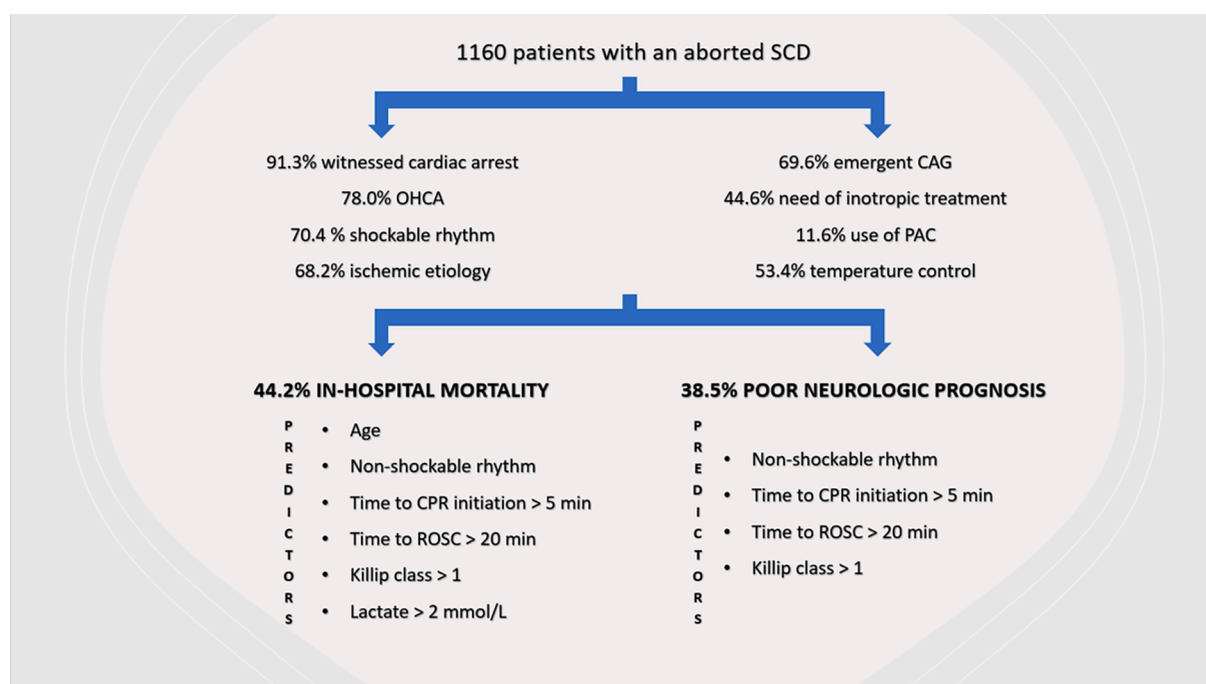 1160 patients with an aborted SCD
91.3% witnessed cardiac arrest
78.0% OHCA
70.4 % shockable rhythm
68.2% ischemic etiology
69.6% emergent CAG
44.6% need of inotropic treatment
11.6% use of PAC
53.4% temperature control
44.2% IN-HOSPITAL MORTALITY
PREDICTORS
• Age
• Non-shockable rhythm
• Time to CPR initiation > 5 min
• Time to ROSC > 20 min
• Killip class > 1
• Lactate > 2 mmol/L
38.5% POOR NEUROLOGIC PROGNOSIS
PREDICTORS
• Non-shockable rhythm
• Time to CPR initiation > 5 min
• Time to ROSC > 20 min
• Killip class > 1